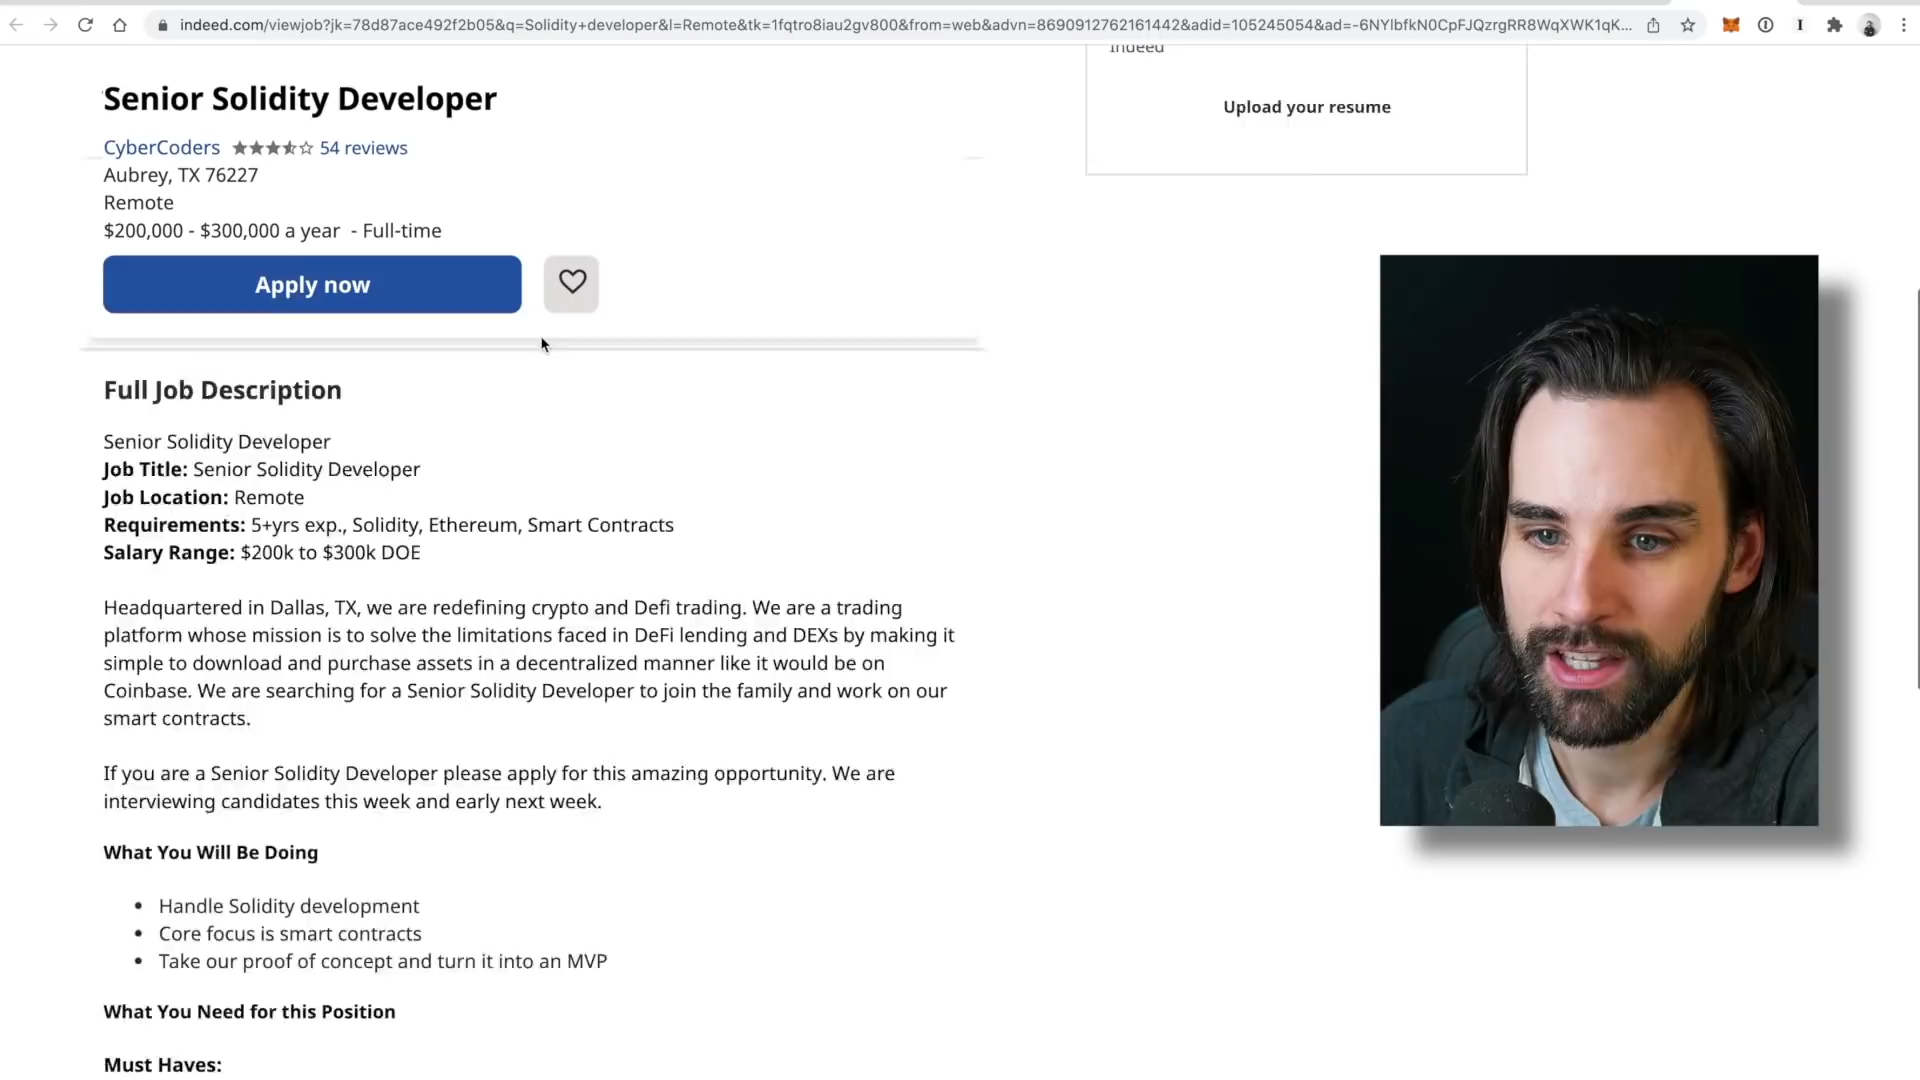 indeed.com/viewjob?jk=78d87ace492f2b05&q=Solidity+developer&l=Remote&tk=1fqtro8iau2gv800&from=web&advn=8690912762161442&adid=105245054&ad=-6NYlbfkN0CpFJQzrgRR8WqXWK1qK...
Indeed
Upload your resume
Senior Solidity Developer
CyberCoders 54 reviews
Aubrey, TX 76227
Remote
$200,000 - $300,000 a year - Full-time
Apply now
Full Job Description
Senior Solidity Developer
Job Title: Senior Solidity Developer
Job Location: Remote
Requirements: 5+yrs exp., Solidity, Ethereum, Smart Contracts
Salary Range: $200k to $300k DOE
Headquartered in Dallas, TX, we are redefining crypto and Defi trading. We are a trading
platform whose mission is to solve the limitations faced in DeFi lending and DEXs by making it
simple to download and purchase assets in a decentralized manner like it would be on
Coinbase. We are searching for a Senior Solidity Developer to join the family and work on our
smart contracts.
If you are a Senior Solidity Developer please apply for this amazing opportunity. We are
interviewing candidates this week and early next week.
What You Will Be Doing
• Handle Solidity development
• Core focus is smart contracts
• Take our proof of concept and turn it into an MVP
What You Need for this Position
Must Haves: